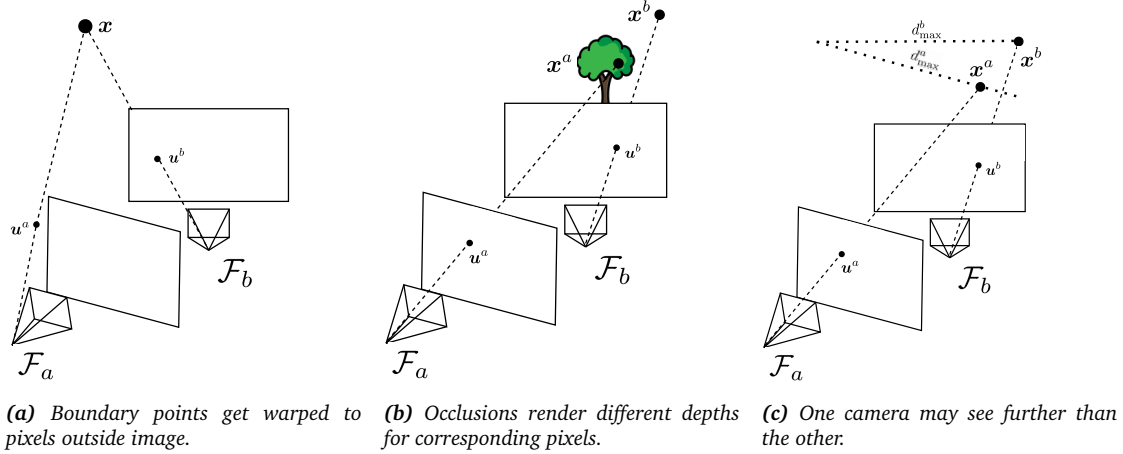 x
u^b
u^a
F_b
F_a
(a) Boundary points get warped to
pixels outside image.
x^b
x^a
u^b
u^a
F_b
F_a
(b) Occlusions render different depths
for corresponding pixels.
d^b_max
d^a_max
x^b
x^a
u^b
u^a
F_b
F_a
(c) One camera may see further than
the other.